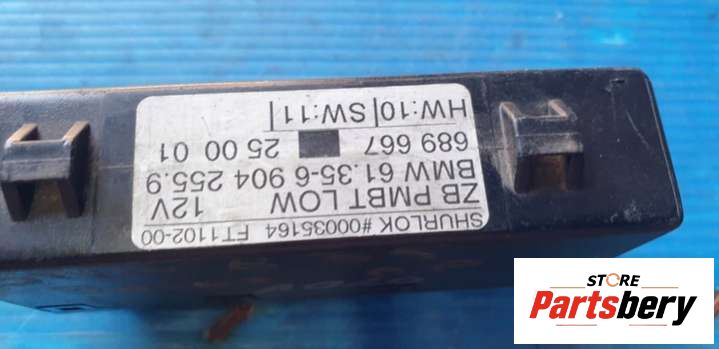 SHURLOK #00035164 FT1102-00
ZB PMBT LOW 12V
BMW 61.35-6 904 255.9
689 667 25 00 01
HW:10|SW:11|
STORE
Partsbery